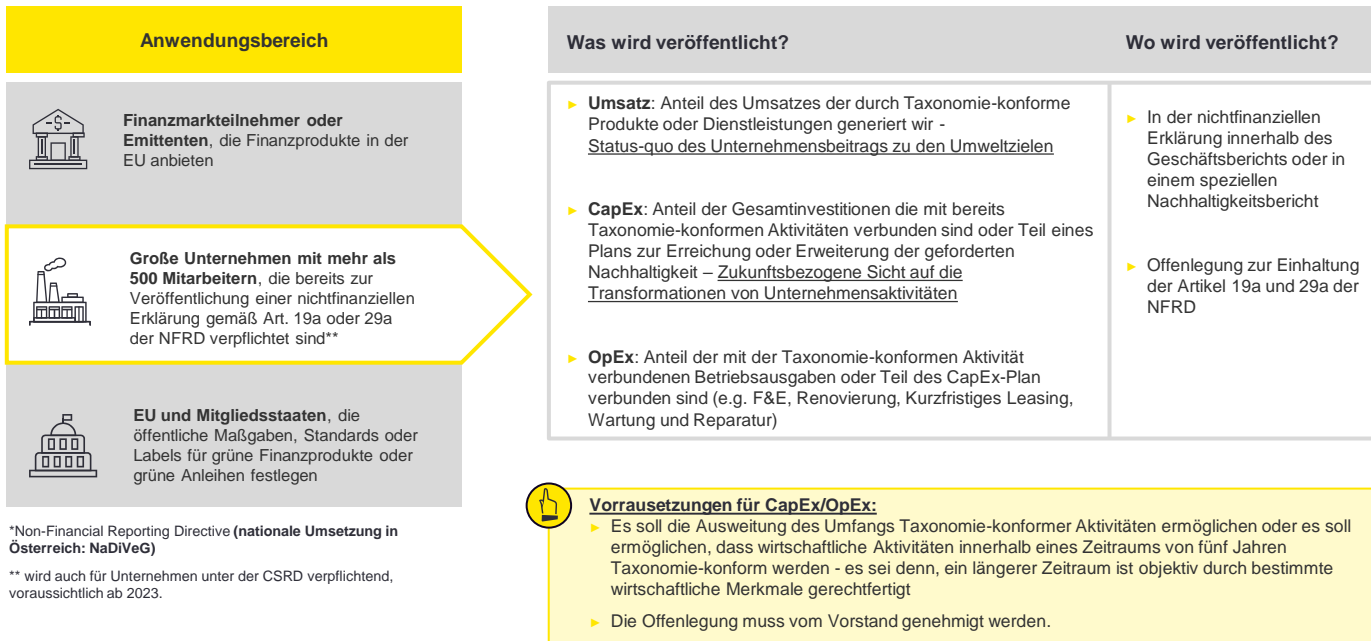 Anwendungsbereich
-$-
Finanzmarkteilnehmer oder
Emittenten, die Finanzprodukte in der
EU anbieten
Große Unternehmen mit mehr als
500 Mitarbeitern, die bereits zur
Veröffentlichung einer nichtfinanziellen
Erklärung gemäß Art. 19a oder 29a
der NFRD verpflichtet sind**
EU und Mitgliedsstaaten, die
öffentliche Maßgaben, Standards oder
Labels für grüne Finanzprodukte oder
grüne Anleihen festlegen
*Non-Financial Reporting Directive (nationale Umsetzung in
Österreich: NaDiVeG)
** wird auch für Unternehmen unter der CSRD verpflichtend,
voraussichtlich ab 2023.
Was wird veröffentlicht?
► Umsatz: Anteil des Umsatzes der durch Taxonomie-konforme
Produkte oder Dienstleistungen generiert wir -
Status-quo des Unternehmensbeitrags zu den Umweltzielen
► CapEx: Anteil der Gesamtinvestitionen die mit bereits
Taxonomie-konformen Aktivitäten verbunden sind oder Teil eines
Plans zur Erreichung oder Erweiterung der geforderten
Nachhaltigkeit – Zukunftsbezogene Sicht auf die
Transformationen von Unternehmensaktivitäten
► OpEx: Anteil der mit der Taxonomie-konformen Aktivität
verbundenen Betriebsausgaben oder Teil des CapEx-Plan
verbunden sind (e.g. F&E, Renovierung, Kurzfristiges Leasing,
Wartung und Reparatur)
Wo wird veröffentlicht?
► In der nichtfinanziellen
Erklärung innerhalb des
Geschäftsberichts oder in
einem speziellen
Nachhaltigkeitsbericht
► Offenlegung zur Einhaltung
der Artikel 19a und 29a der
NFRD
Vorrausetzungen für CapEx/OpEx:
► Es soll die Ausweitung des Umfangs Taxonomie-konformer Aktivitäten ermöglichen oder es soll
ermöglichen, dass wirtschaftliche Aktivitäten innerhalb eines Zeitraums von fünf Jahren
Taxonomie-konform werden - es sei denn, ein längerer Zeitraum ist objektiv durch bestimmte
wirtschaftliche Merkmale gerechtfertigt
► Die Offenlegung muss vom Vorstand genehmigt werden.